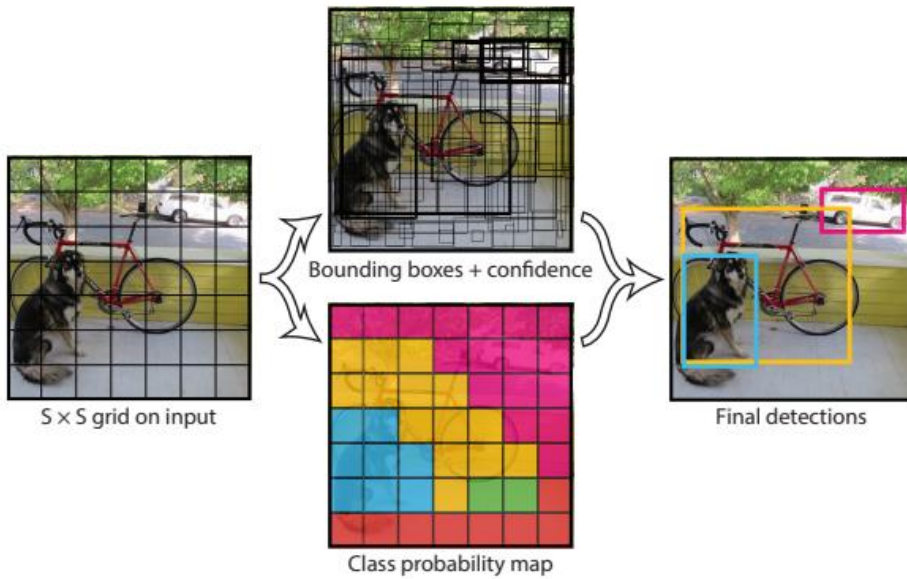 Bounding boxes + confidence
S × S grid on input
Final detections
Class probability map